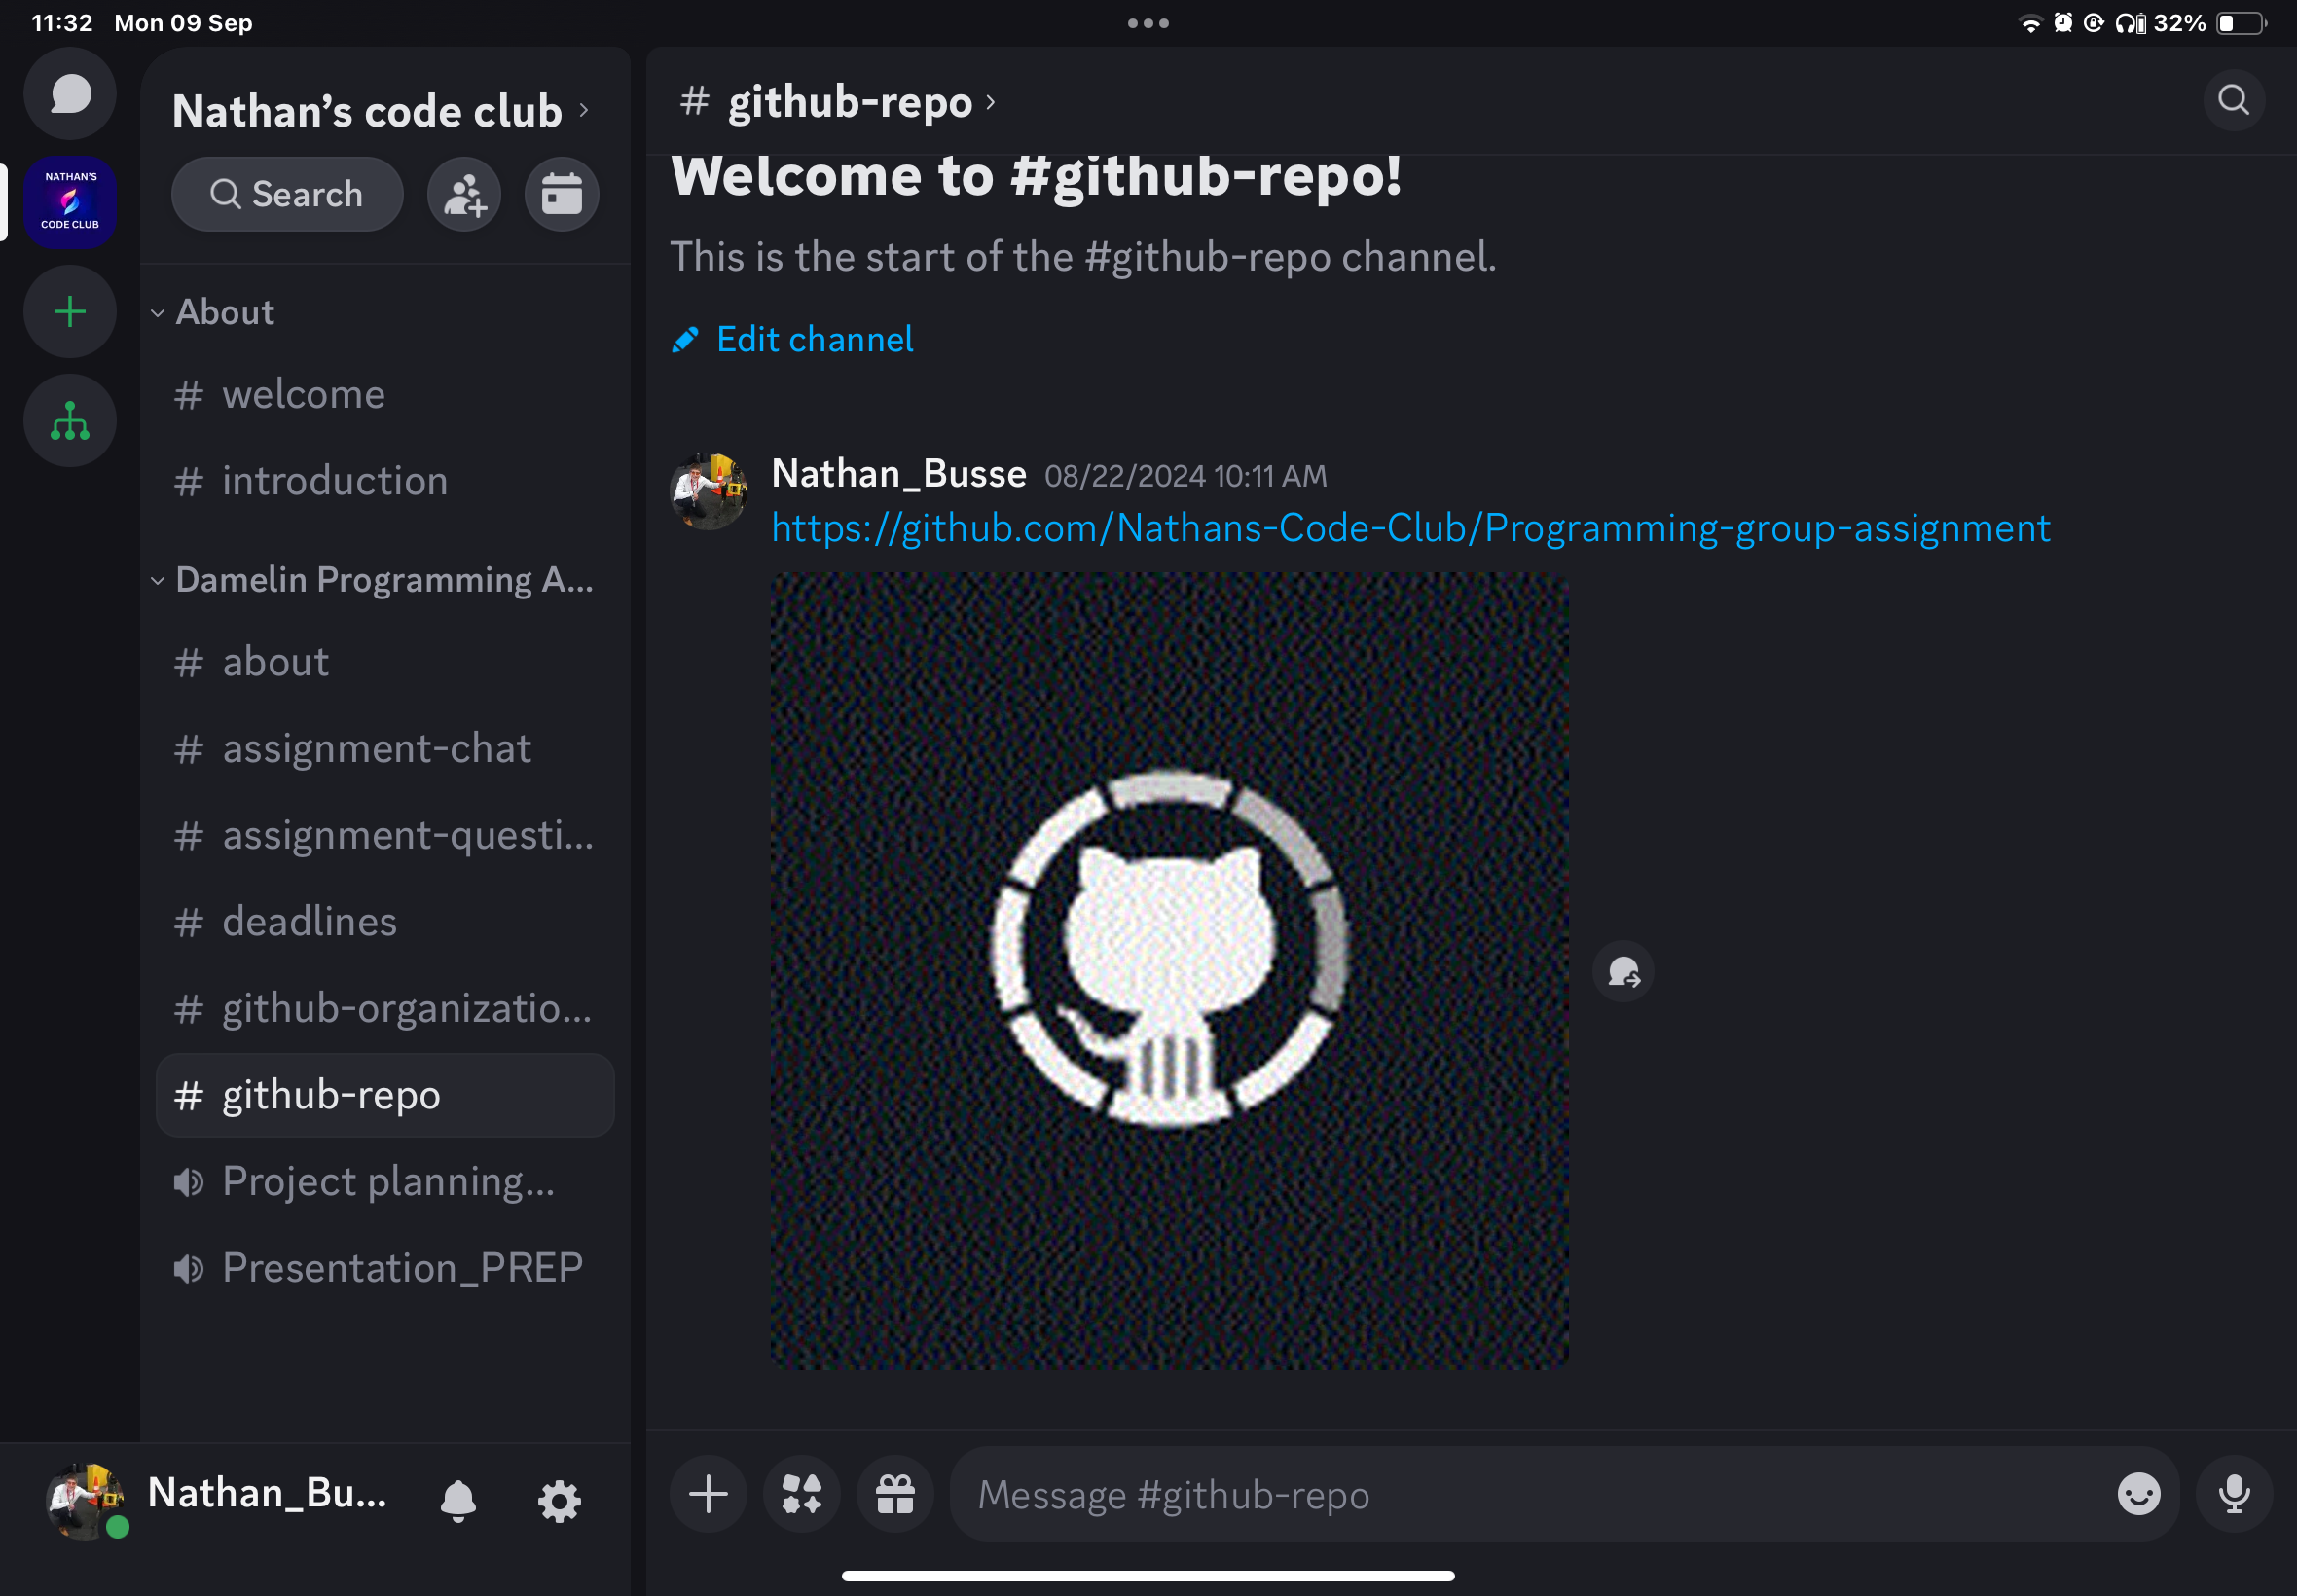 11:32 Mon 09 Sep
32%
Nathan’s code club
Search
NATHAN'S
CODE CLUB
About
# welcome
# introduction
Damelin Programming A...
# about
# assignment-chat
# assignment-questi...
# deadlines
# github-organizatio...
# github-repo
Project planning...
Presentation_PREP
Nathan_Bu...
# github-repo
Welcome to #github-repo!
This is the start of the #github-repo channel.
Edit channel
Nathan_Busse 08/22/2024 10:11 AM
https://github.com/Nathans-Code-Club/Programming-group-assignment
Message #github-repo